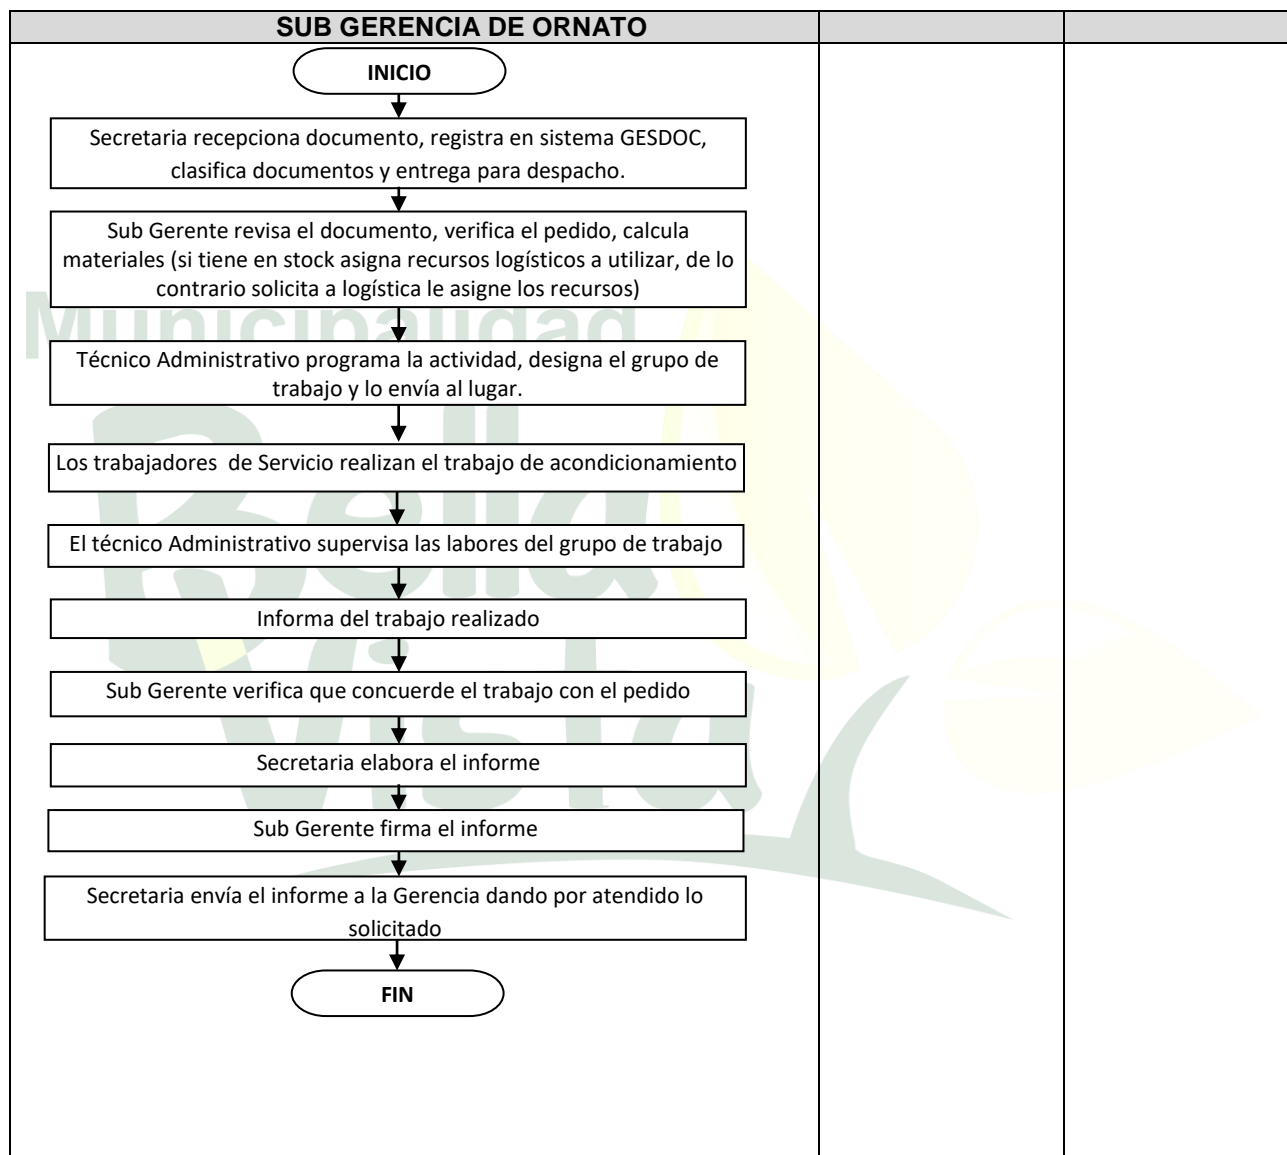 SUB GERENCIA DE ORNATO
INICIO
Secretaria recepciona documento, registra en sistema GESDOC,
clasifica documentos y entrega para despacho.
Sub Gerente revisa el documento, verifica el pedido, calcula
materiales (si tiene en stock asigna recursos logísticos a utilizar, de lo
contrario solicita a logística le asigne los recursos)
Municipalidad
Técnico Administrativo programa la actividad, designa el grupo de
trabajo y lo envía al lugar.
Bella
Los trabajadores de Servicio realizan el trabajo de acondicionamiento
El técnico Administrativo supervisa las labores del grupo de trabajo
Informa del trabajo realizado
Vista
Sub Gerente verifica que concuerde el trabajo con el pedido
Secretaria elabora el informe
Sub Gerente firma el informe
Secretaria envía el informe a la Gerencia dando por atendido lo
solicitado
FIN